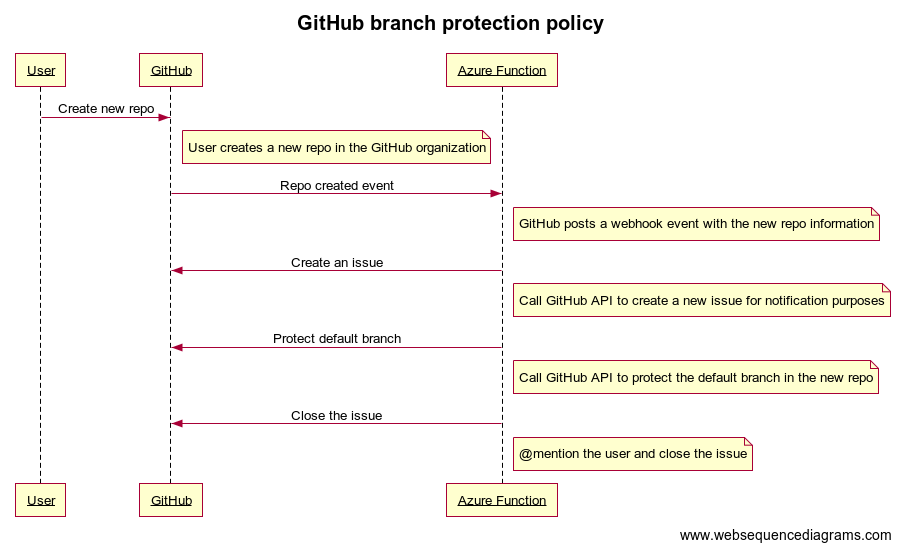 GitHub branch protection policy
User
GitHub
Azure Function
Create new repo
User creates a new repo in the GitHub organization
Repo created event
GitHub posts a webhook event with the new repo information
Create an issue
Call GitHub API to create a new issue for notification purposes
Protect default branch
Call GitHub API to protect the default branch in the new repo
Close the issue
@mention the user and close the issue
User
GitHub
Azure Function
www.websequencediagrams.com